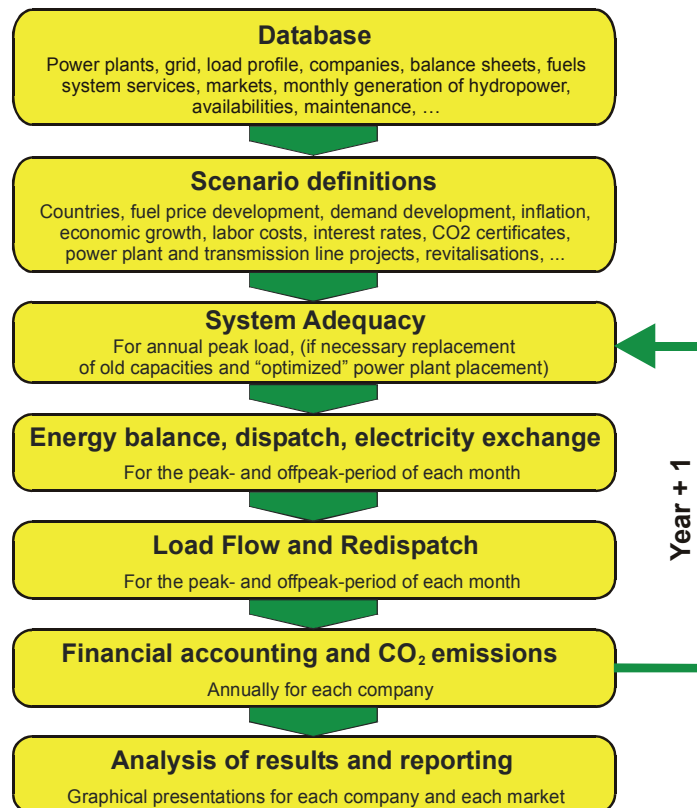 Database
Power plants, grid, load profile, companies, balance sheets, fuels
system services, markets, monthly generation of hydropower,
availabilities, maintenance, …
Scenario definitions
Countries, fuel price development, demand development, inflation,
economic growth, labor costs, interest rates, CO2 certificates,
power plant and transmission line projects, revitalisations, ...
System Adequacy
For annual peak load, (if necessary replacement
of old capacities and “optimized” power plant placement)
Energy balance, dispatch, electricity exchange
For the peak- and offpeak-period of each month
Load Flow and Redispatch
For the peak- and offpeak-period of each month
Financial accounting and CO₂ emissions
Annually for each company
Analysis of results and reporting
Graphical presentations for each company and each market
Year + 1